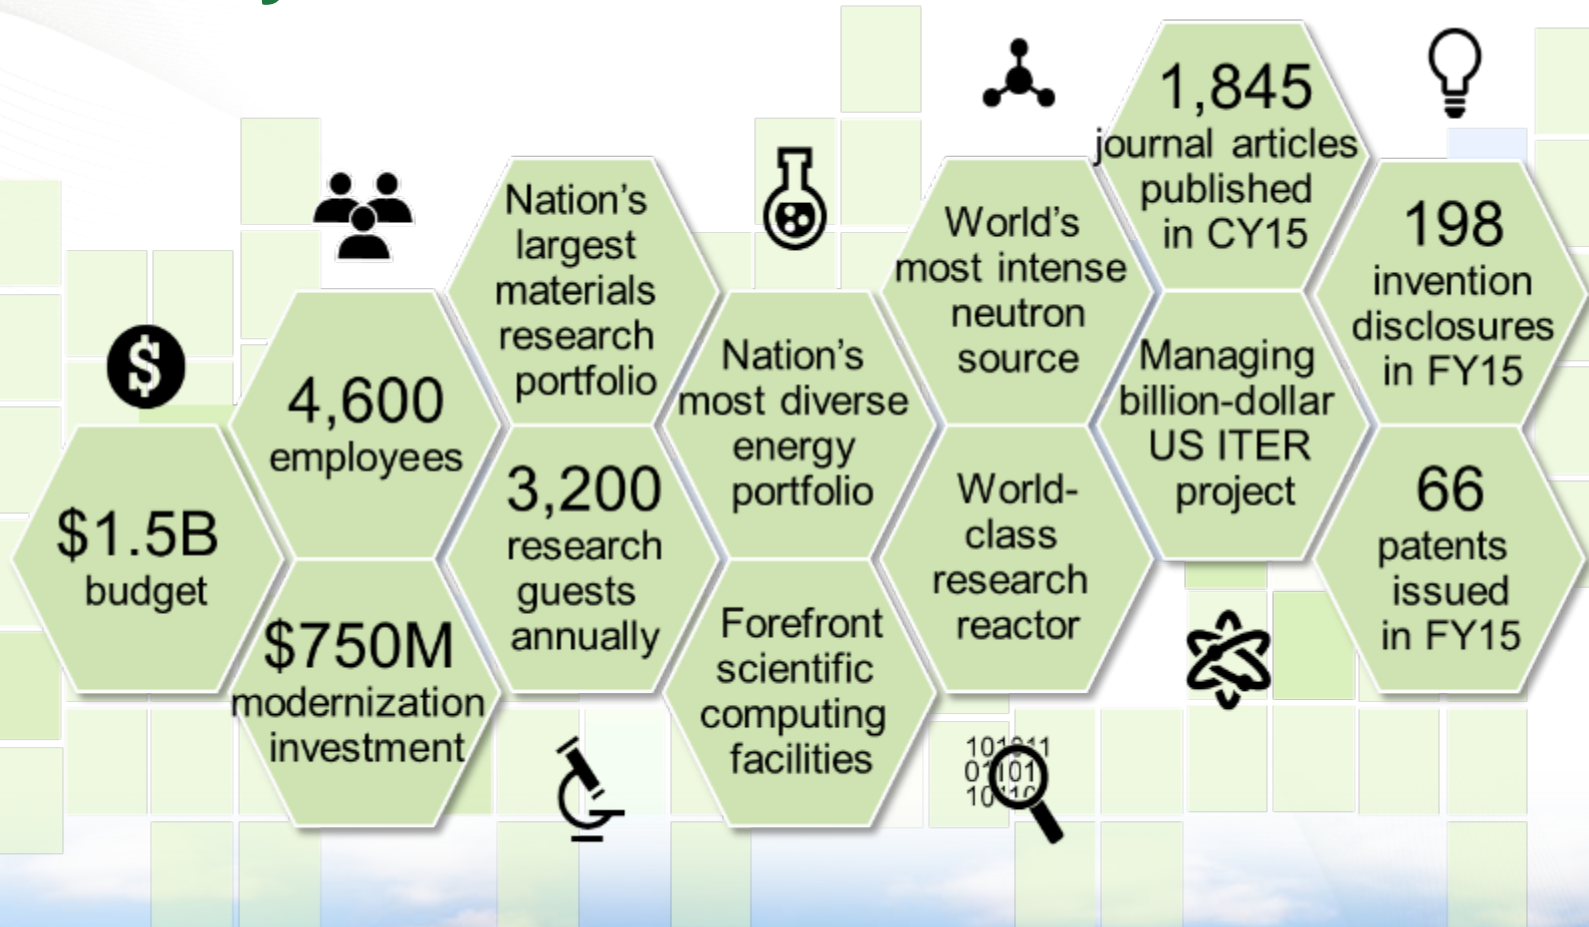 $1.5B
budget
4,600
employees
$750M
modernization
investment
Nation's
largest
materials
research
portfolio
3,200
research
guests
annually
Nation's
most diverse
energy
portfolio
Forefront
scientific
computing
facilities
World's
most intense
neutron
source
World-
class
research
reactor
1,845
journal articles
published
in CY15
Managing
billion-dollar
US ITER
project
198
invention
disclosures
in FY15
66
patents
issued
in FY15